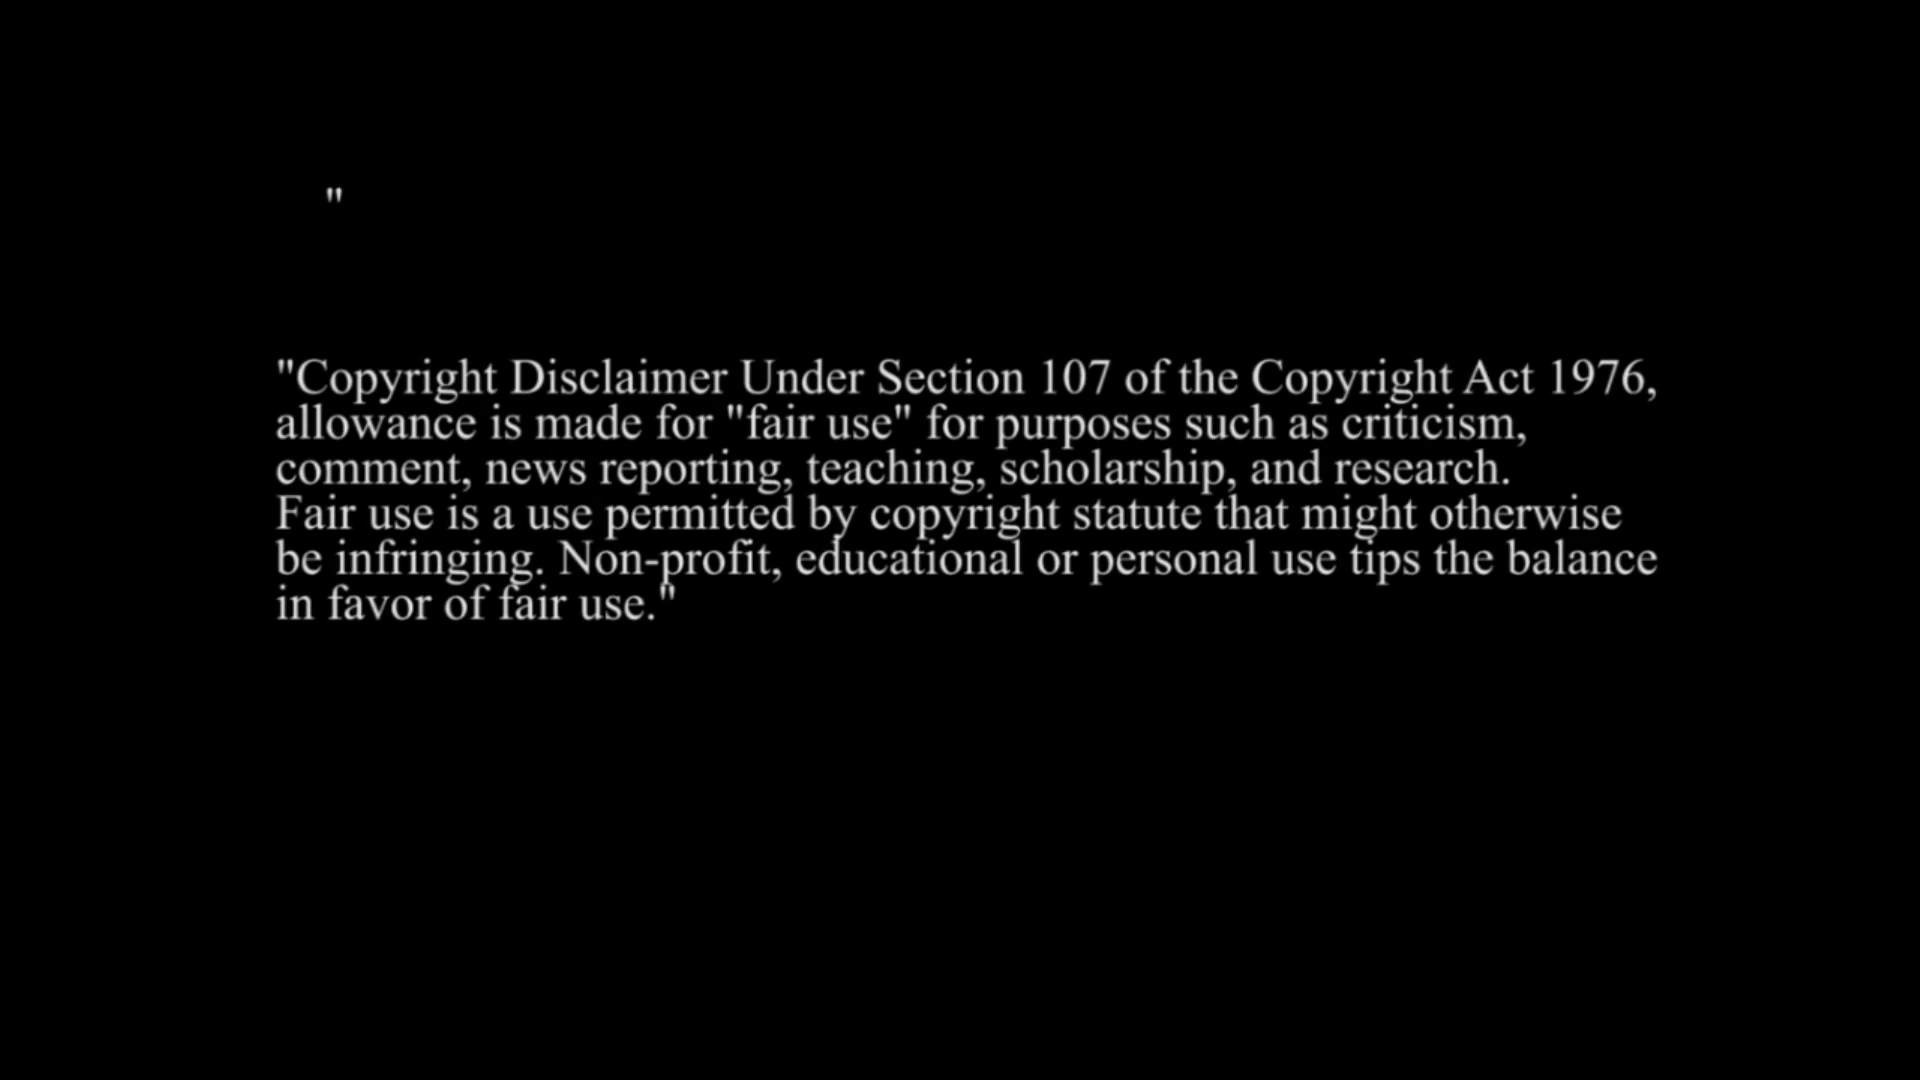 "
"Copyright Disclaimer Under Section 107 of the Copyright Act 1976,
allowance is made for "fair use" for purposes such as criticism,
comment, news reporting, teaching, scholarship, and research.
Fair use is a use permitted by copyright statute that might otherwise
be infringing. Non-profit, educational or personal use tips the balance
in favor of fair use."